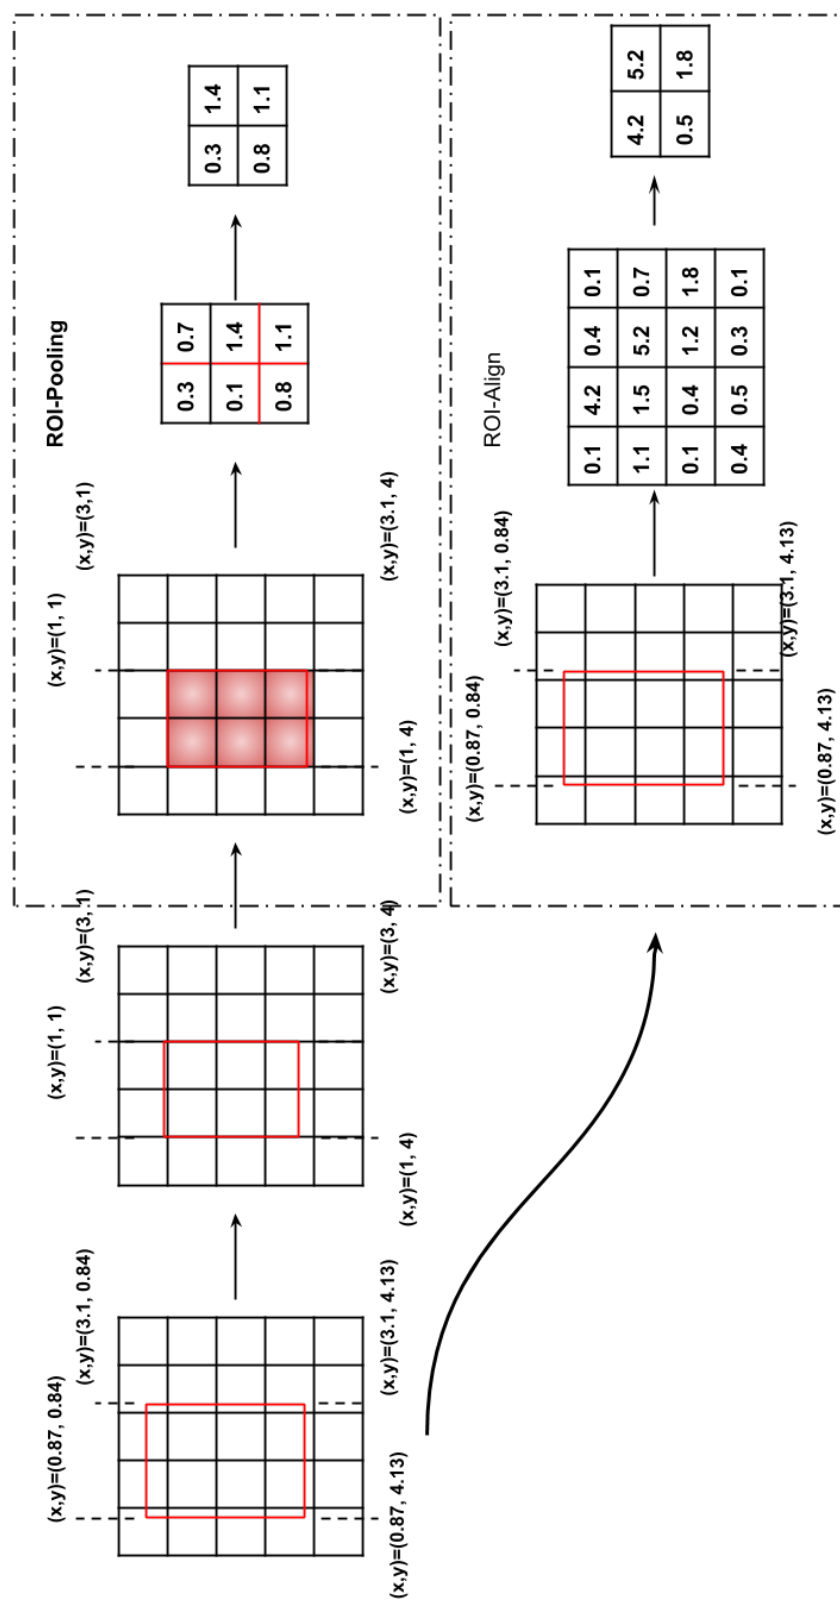 (x,y)=(0.87, 0.84)
(x,y)=(3.1, 0.84)
(x,y)=(0.87, 4.13)
(x,y)=(3.1, 4.13)
(x,y)=(1, 1)
(x,y)=(3, 1)
(x,y)=(1, 4)
(x,y)=(3, 4)
ROI-Pooling
(x,y)=(1, 1)
(x,y)=(3,1)
(x,y)=(1, 4)
(x,y)=(3.1, 4)
0.3 0.7
0.1 1.4
0.8 1.1
0.3 1.4
0.8 1.1
ROI-Align
(x,y)=(0.87, 0.84)
(x,y)=(3.1, 0.84)
(x,y)=(0.87, 4.13)
(x,y)=(3.1, 4.13)
0.1 4.2 0.4 0.1
1.1 1.5 5.2 0.7
0.1 0.4 1.2 1.8
0.4 0.5 0.3 0.1
4.2 5.2
0.5 1.8